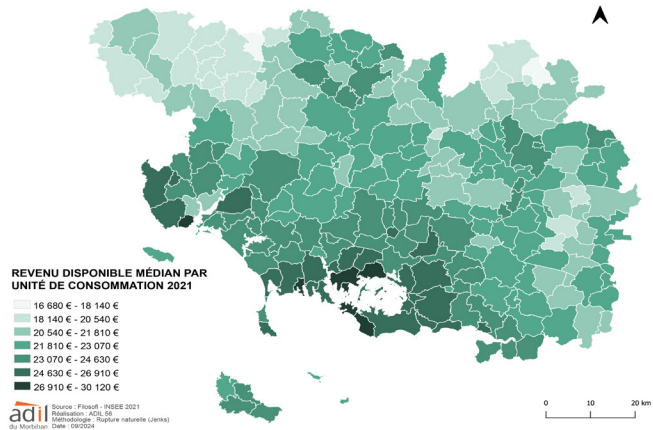 REVENU DISPONIBLE MÉDIAN PAR
UNITÉ DE CONSOMMATION 2021
16 680 € - 18 140 €
18 140 € - 20 540 €
20 540 € - 21 810 €
21 810 € - 23 070 €
23 070 € - 24 630 €
24 630 € - 26 910 €
26 910 € - 30 120 €
adil
du Morbihan
Source : Filosofi - INSEE 2021
Réalisation : ADIL 56
Méthodologie : Rupture naturelle (Jenks)
Date : 09/2024
0 10 20 km